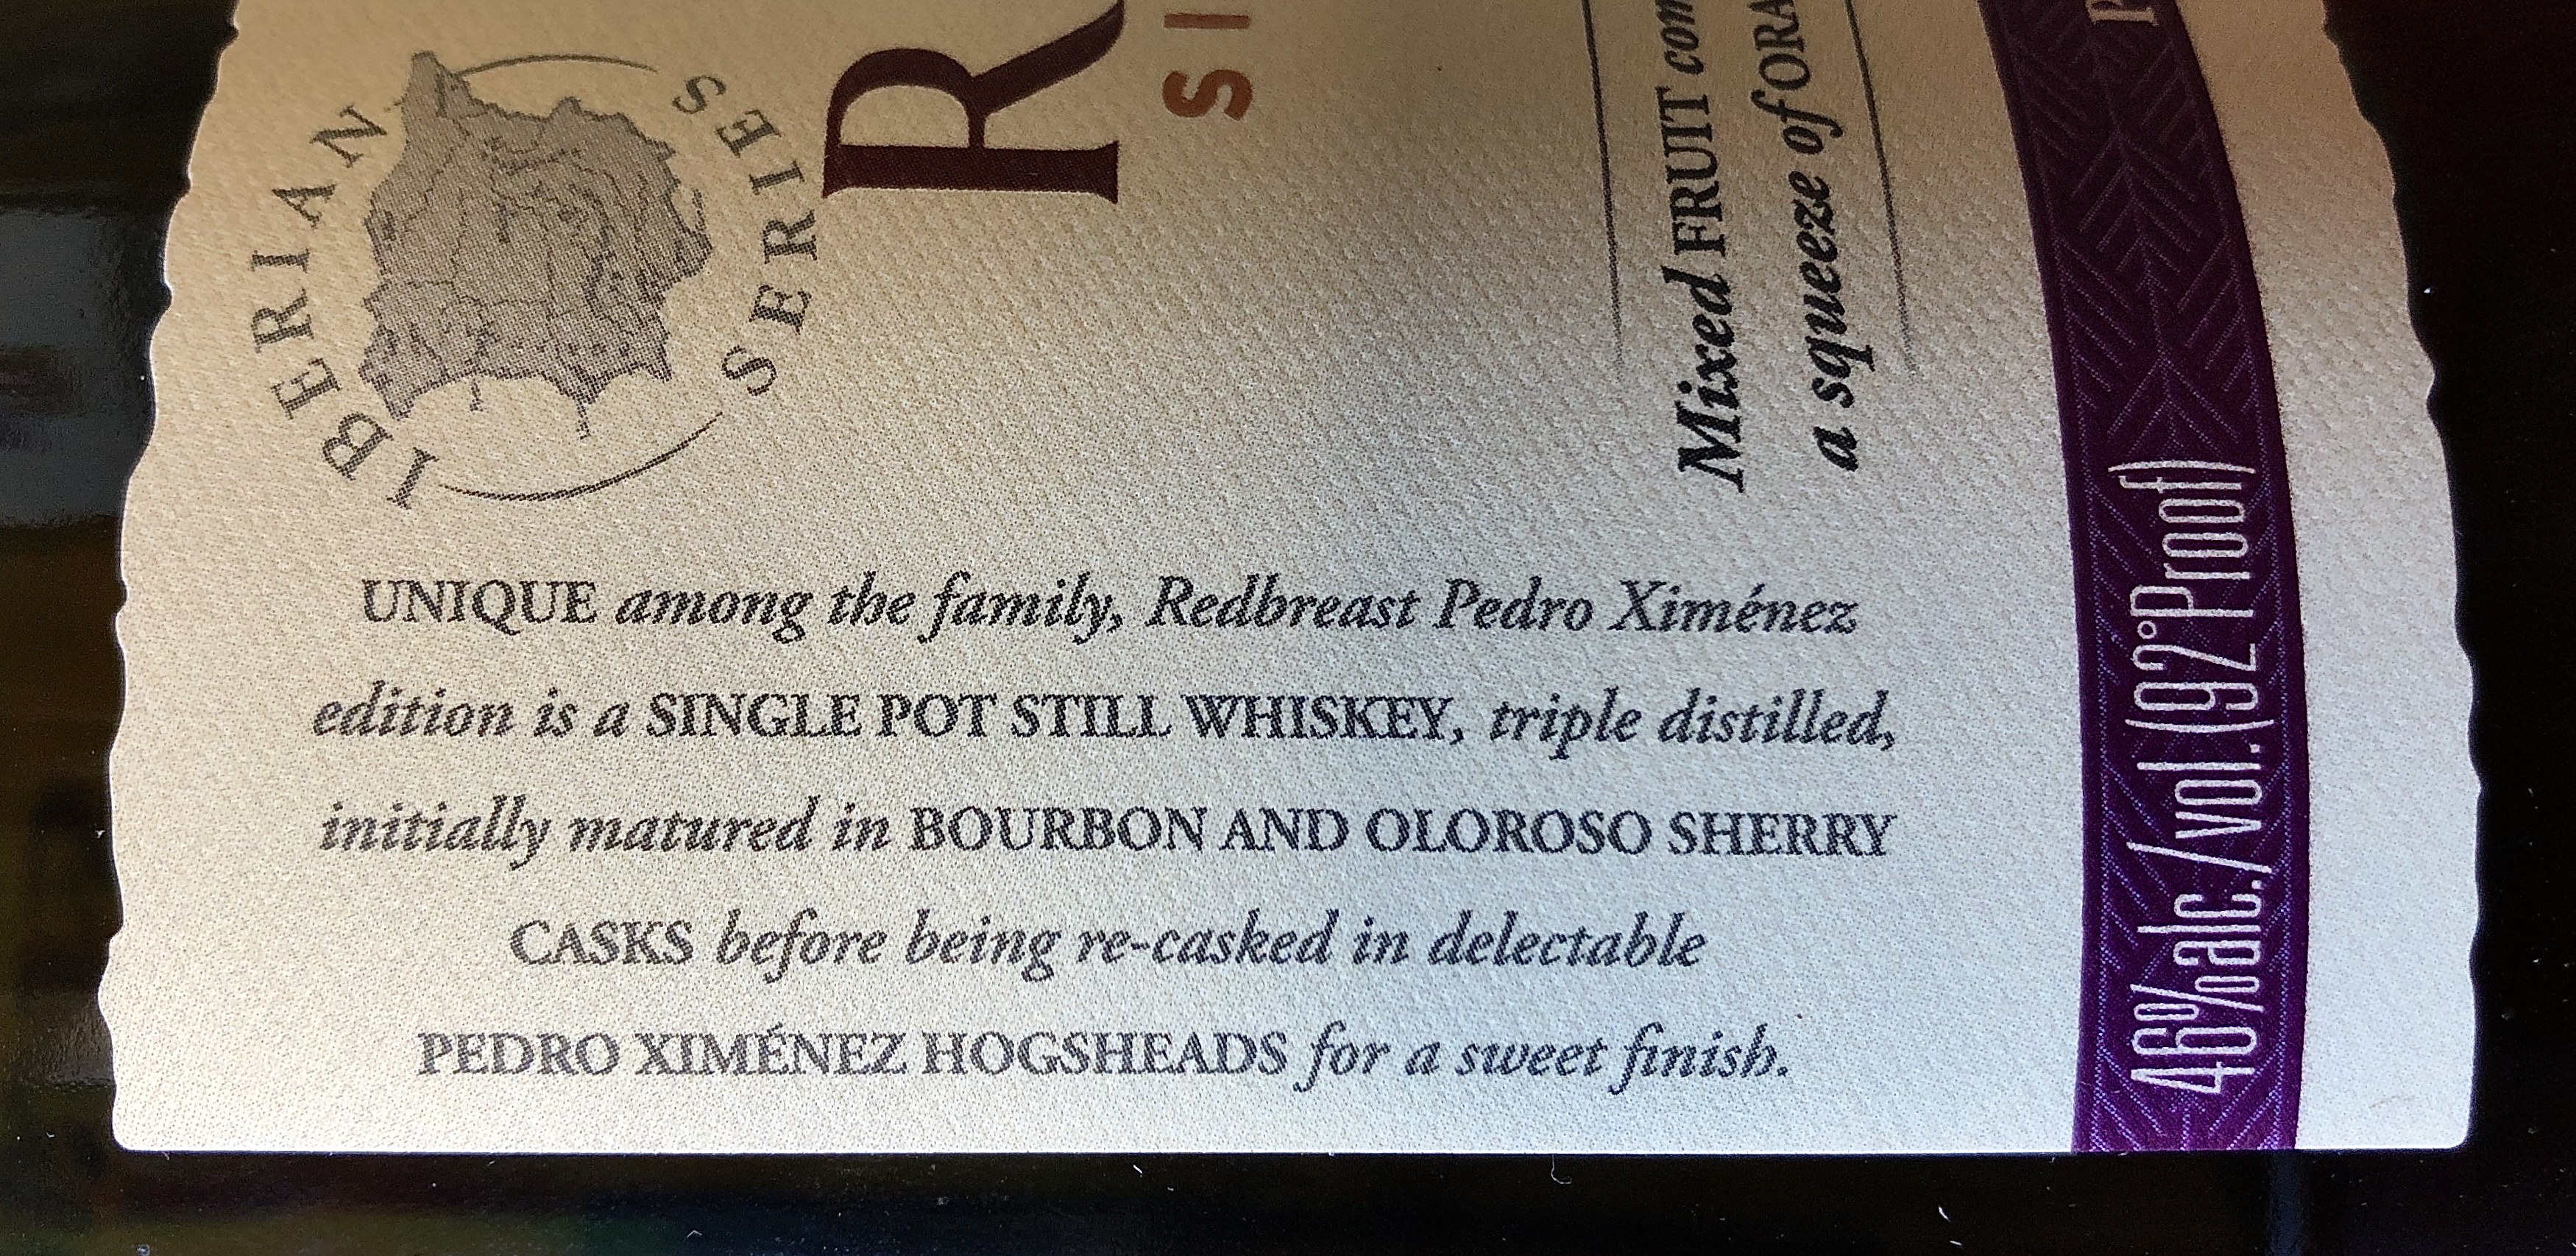 IBERIAN SERIES
R
SI
Mixed FRUIT
a squeeze of
UNIQUE among the family, Redbreast Pedro Ximénez
edition is a SINGLE POT STILL WHISKEY, triple distilled,
initially matured in BOURBON AND OLOROSO SHERRY
CASKS before being re-casked in delectable
PEDRO XIMÉNEZ HOGSHEADS for a sweet finish.
46%alc./vol.(92°Proof)